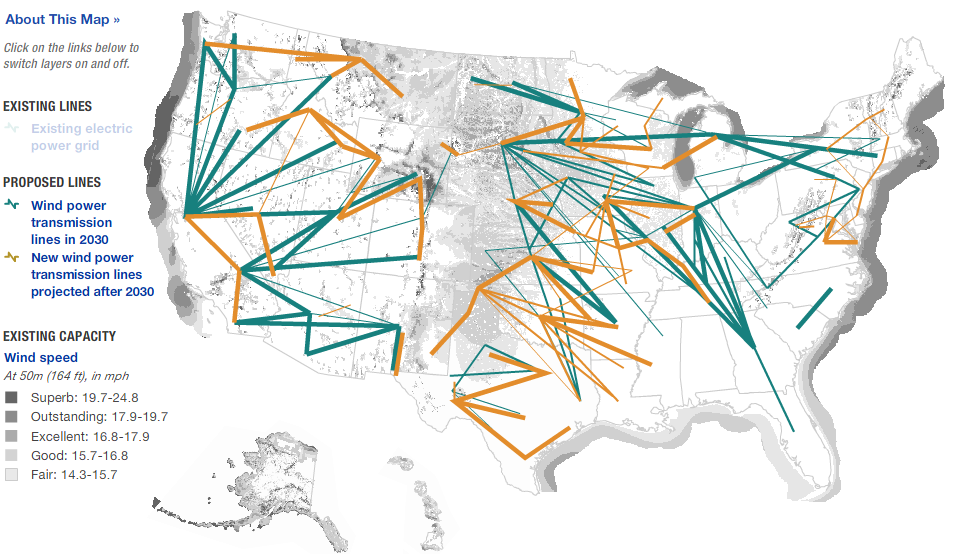 About This Map »
Click on the links below to
switch layers on and off.
EXISTING LINES
Existing electric
power grid
PROPOSED LINES
Wind power
transmission
lines in 2030
New wind power
transmission lines
projected after 2030
EXISTING CAPACITY
Wind speed
At 50m (164 ft), in mph
Superb: 19.7-24.8
Outstanding: 17.9-19.7
Excellent: 16.8-17.9
Good: 15.7-16.8
Fair: 14.3-15.7